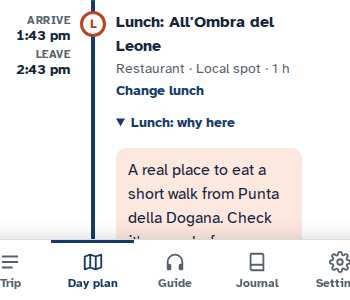 ARRIVE
1:43 pm
LEAVE
2:43 pm
L
Lunch: All'Ombra del
Leone
Restaurant · Local spot · 1 h
Change lunch
▼ Lunch: why here
A real place to eat a
short walk from Punta
della Dogana. Check
Trip
Day plan
Guide
Journal
Settin